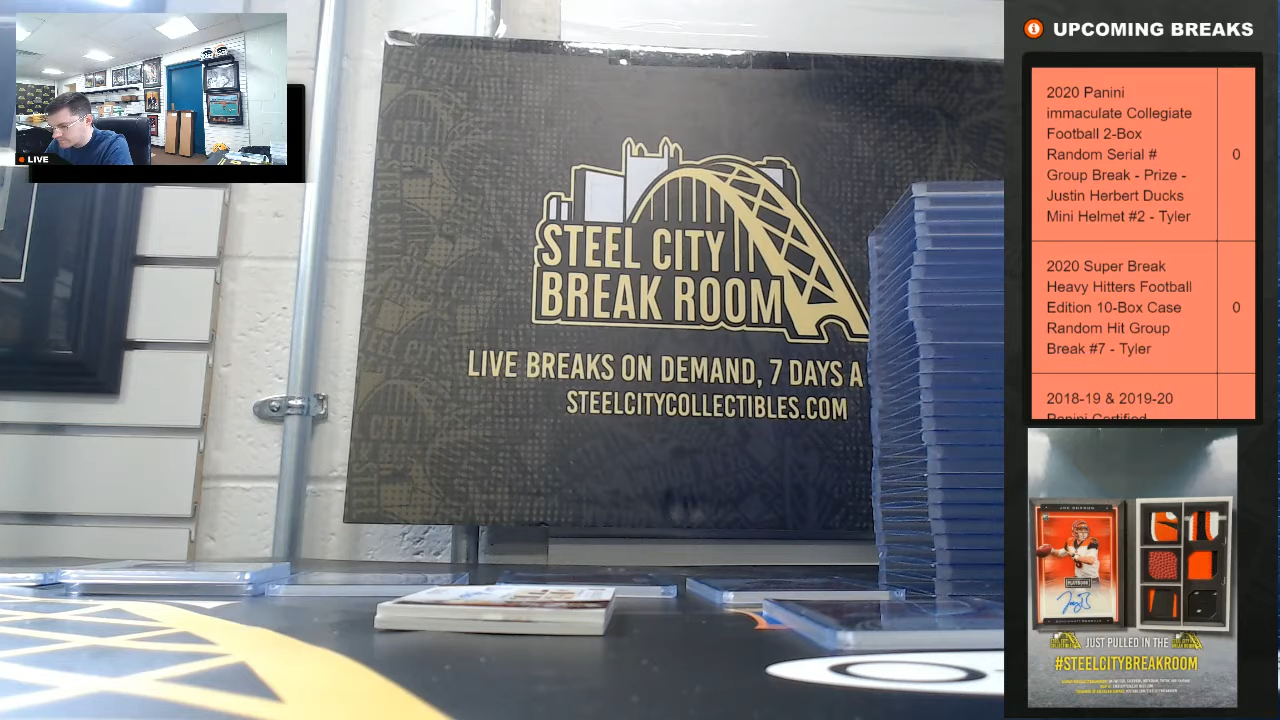 LIVE
STEEL CITY
BREAK ROOM
LIVE BREAKS ON DEMAND, 7 DAYS A
STEELCITYCOLLECTIBLES.COM
UPCOMING BREAKS
2020 Panini
immaculate Collegiate
Football 2-Box
Random Serial #
Group Break - Prize -
Justin Herbert Ducks
Mini Helmet #2 - Tyler
0
2020 Super Break
Heavy Hitters Football
Edition 10-Box Case
Random Hit Group
Break #7 - Tyler
0
2018-19 & 2019-20
Panini Certified
JOE BURROW
PLAYBOOK
JUST PULLED IN THE
#STEELCITYBREAKROOM